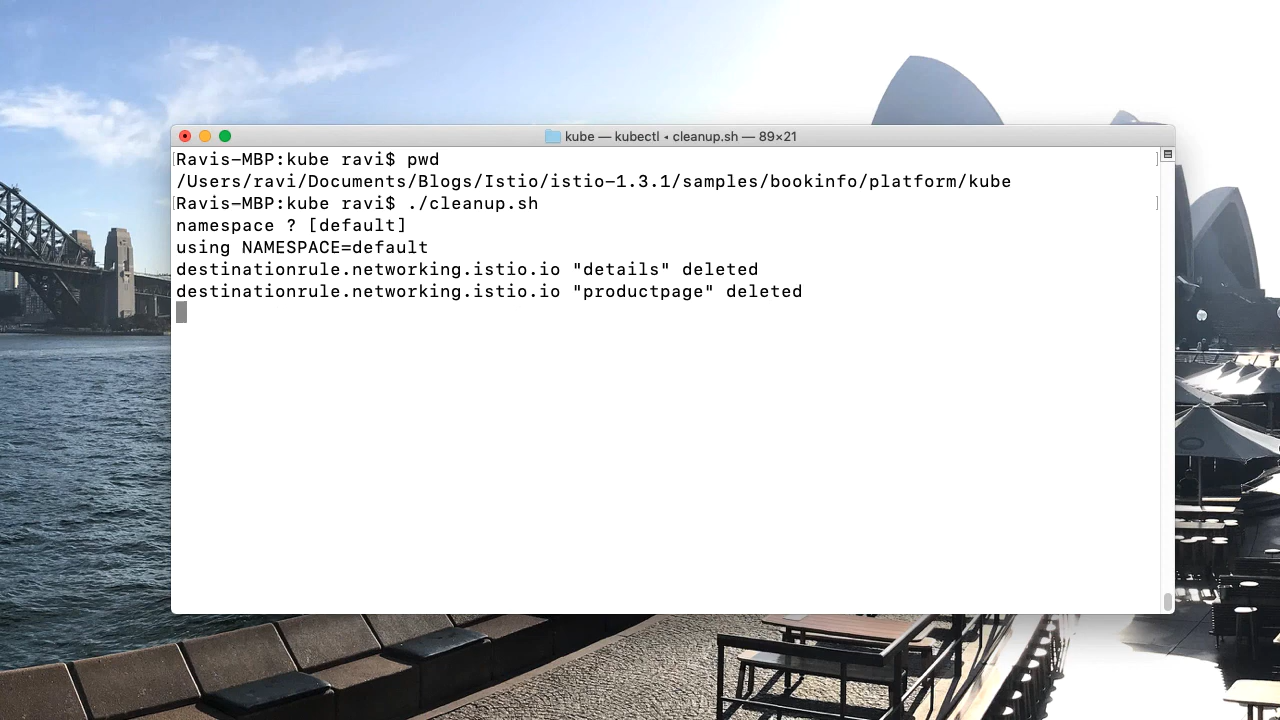 kube — kubectl ◂ cleanup.sh — 89×21
Ravis-MBP:kube ravi$ pwd
/Users/ravi/Documents/Blogs/Istio/istio-1.3.1/samples/bookinfo/platform/kube
Ravis-MBP:kube ravi$ ./cleanup.sh
namespace ? [default]
using NAMESPACE=default
destinationrule.networking.istio.io "details" deleted
destinationrule.networking.istio.io "productpage" deleted